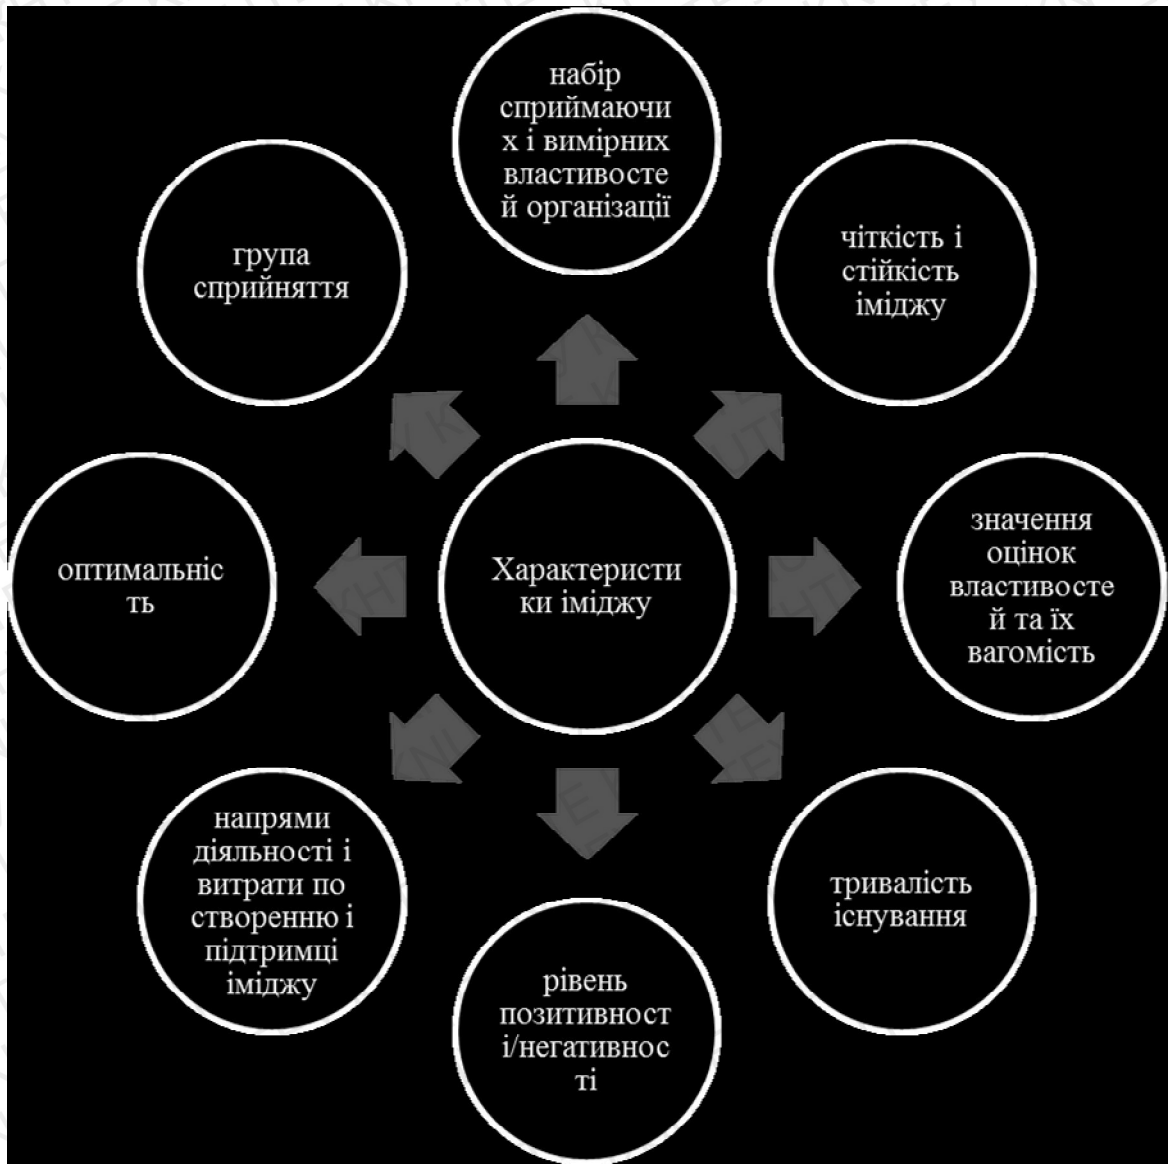 набір
сприймаючи
х і вимірних
властивосте
й організації
чіткість і
стійкість
іміджу
значення
оцінок
властивосте
й та їх
вагомість
тривалість
існування
рівень
позитивност
і/негативнос
ті
напрями
діяльності і
витрати по
створенню і
підтримці
іміджу
оптимальніс
ть
група
сприйняття
Характеристи
ки іміджу